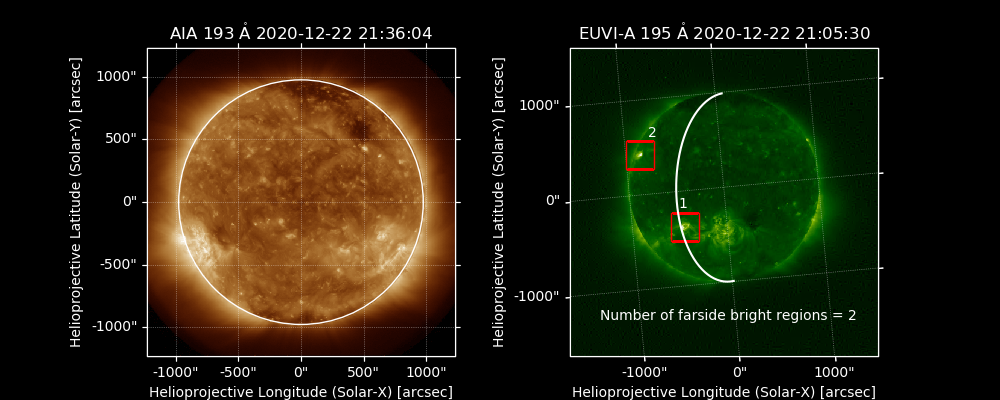 AIA 193 Å 2020-12-22 21:36:04
Helioprojective Latitude (Solar-Y) [arcsec]
1000"
500"
0"
-500"
-1000"
-1000" -500" 0" 500" 1000"
Helioprojective Longitude (Solar-X) [arcsec]
EUVI-A 195 Å 2020-12-22 21:05:30
Helioprojective Latitude (Solar-Y) [arcsec]
1000"
0"
-1000"
2
1
Number of farside bright regions = 2
-1000" 0" 1000"
Helioprojective Longitude (Solar-X) [arcsec]